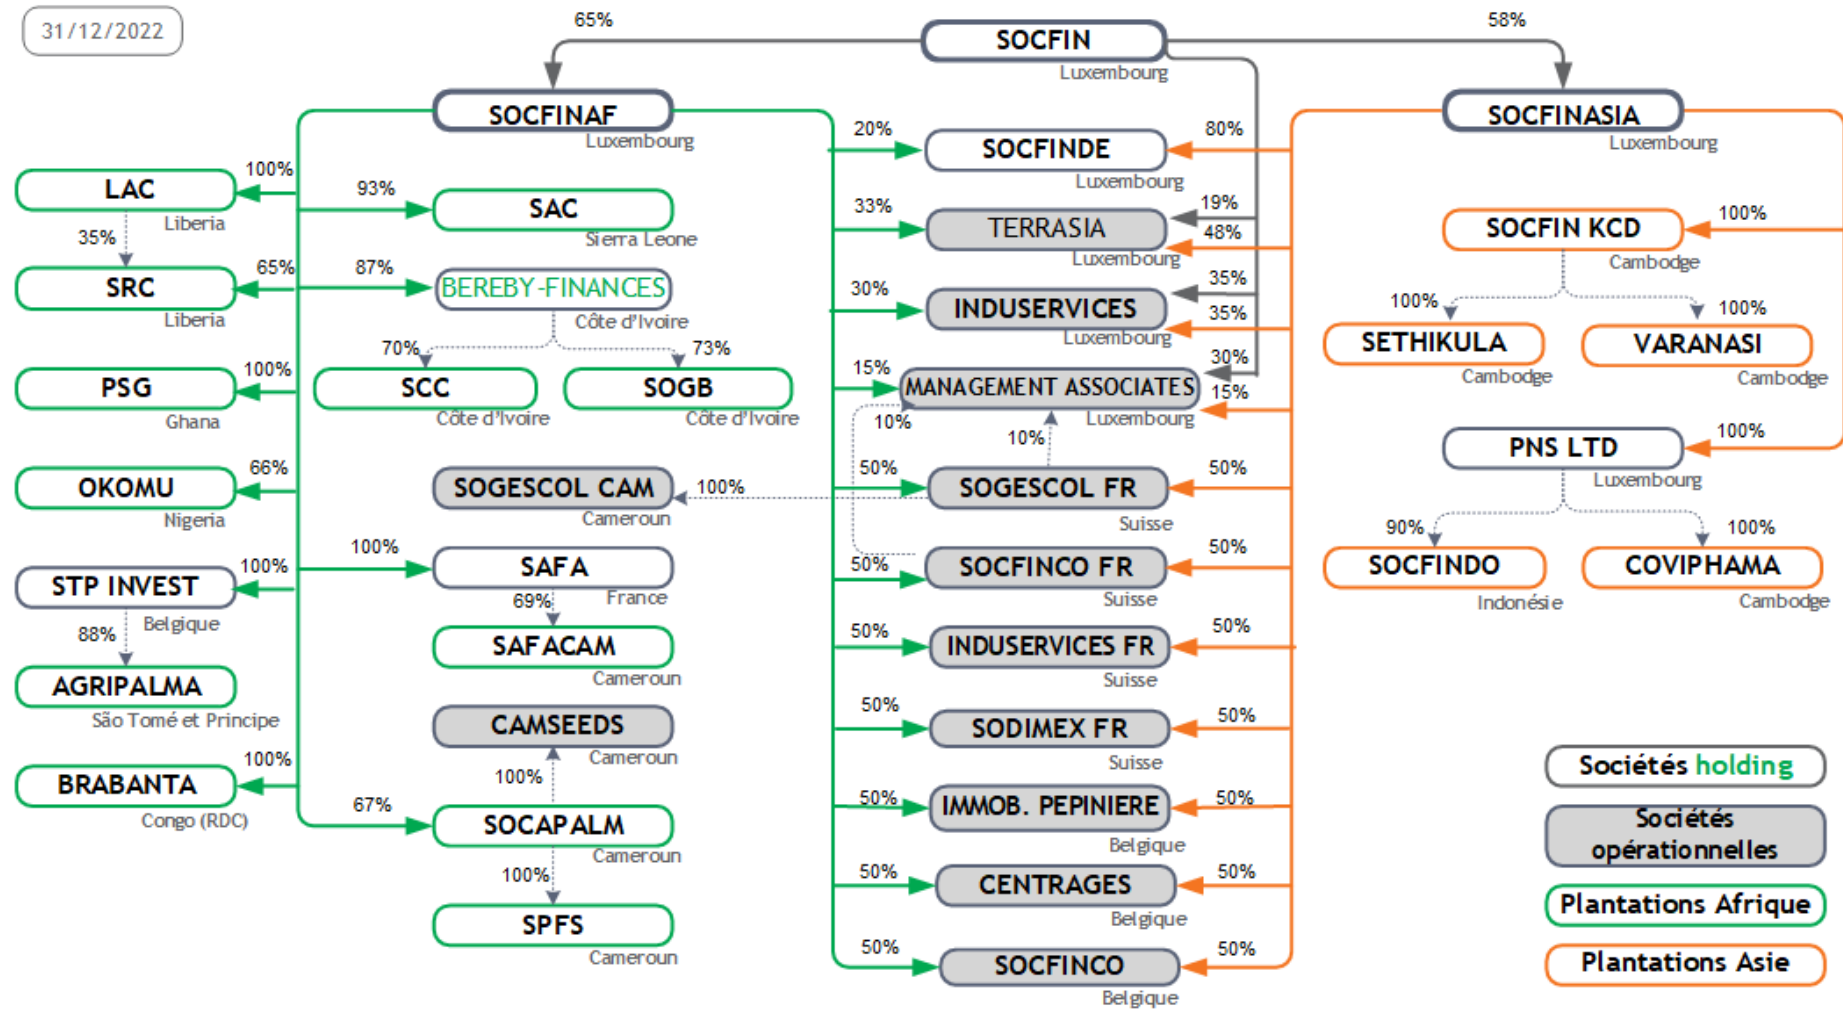 31/12/2022
65%
SOCFIN
58%
Luxembourg
SOCFINAF
Luxembourg
SOCFINASIA
Luxembourg
20%
SOCFINDE
80%
Luxembourg
LAC
100%
Liberia
93%
SAC
Sierra Leone
33%
TERRASIA
19%
48%
Luxembourg
SOCFIN KCD
100%
Cambodge
35%
SRC
65%
Liberia
87%
BEREBY-FINANCES
Côte d'Ivoire
30%
INDUSERVICES
35%
35%
Luxembourg
100%
SETHIKULA
Cambodge
100%
VARANASI
Cambodge
70%
SCC
Côte d'Ivoire
73%
SOGB
Côte d'Ivoire
PSG
100%
Ghana
15%
MANAGEMENT ASSOCIATES
30%
15%
Luxembourg
10%
10%
PNS LTD
100%
Luxembourg
OKOMU
66%
Nigeria
SOGESCOL CAM
100%
Cameroun
50%
SOGESCOL FR
50%
Suisse
90%
SOCFINDO
Indonésie
100%
COVIPHAMA
Cambodge
STP INVEST
100%
Belgique
100%
SAFA
France
50%
SOCFINCO FR
50%
Suisse
88%
AGRIPALMA
São Tomé et Principe
69%
SAFACAM
Cameroun
50%
INDUSERVICES FR
50%
Suisse
CAMSEEDS
Cameroun
50%
SODIMEX FR
50%
Suisse
BRABANTA
100%
Congo (RDC)
100%
67%
SOCAPALM
Cameroun
50%
IMMOB. PEPINIERE
50%
Belgique
100%
SPFS
Cameroun
50%
CENTRAGES
50%
Belgique
50%
SOCFINCO
50%
Belgique
Sociétés holding
Sociétés
opérationnelles
Plantations Afrique
Plantations Asie